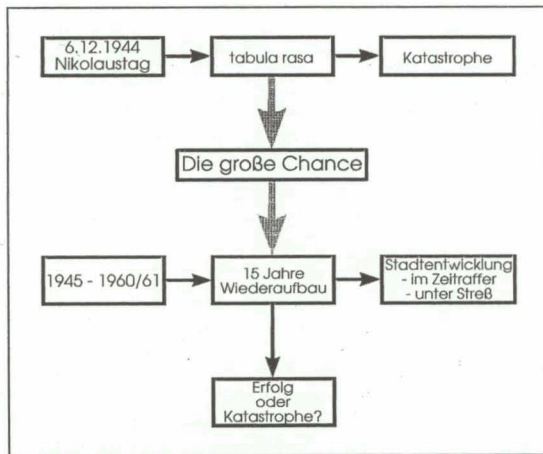 6.12.1944
Nikolaustag
tabula rasa
Katastrophe
Die große Chance
1945 - 1960/61
15 Jahre
Wiederaufbau
Stadtentwicklung
- im Zeitraffer
- unter Streß
Erfolg
oder
Katastrophe?